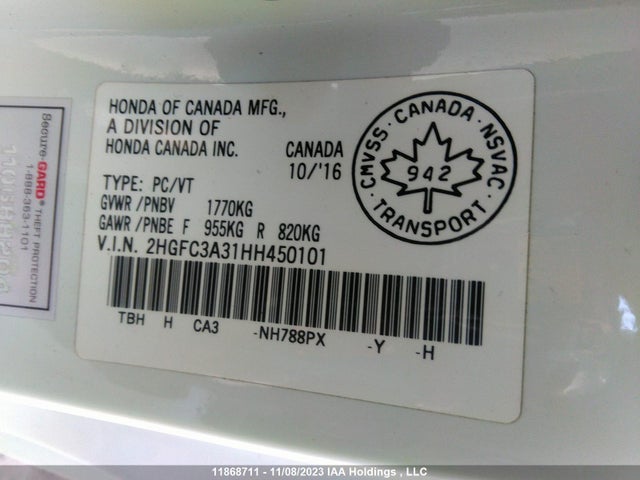 HONDA OF CANADA MFG.,
A DIVISION OF
HONDA CANADA INC.
CANADA
10/'16
TYPE: PC/VT
GVWR /PNBV 1770KG
GAWR /PNBE F 955KG R 820KG
V.I.N. 2HGFC3A31HH450101
TBH H CA3 -NH788PX -Y -H
CMVSS · CANADA · NSVAC
942
TRANSPORT
Secure-GARD® THEFT PROTECTION
1-888-363-1101
11868711 - 11/08/2023 IAA Holdings , LLC